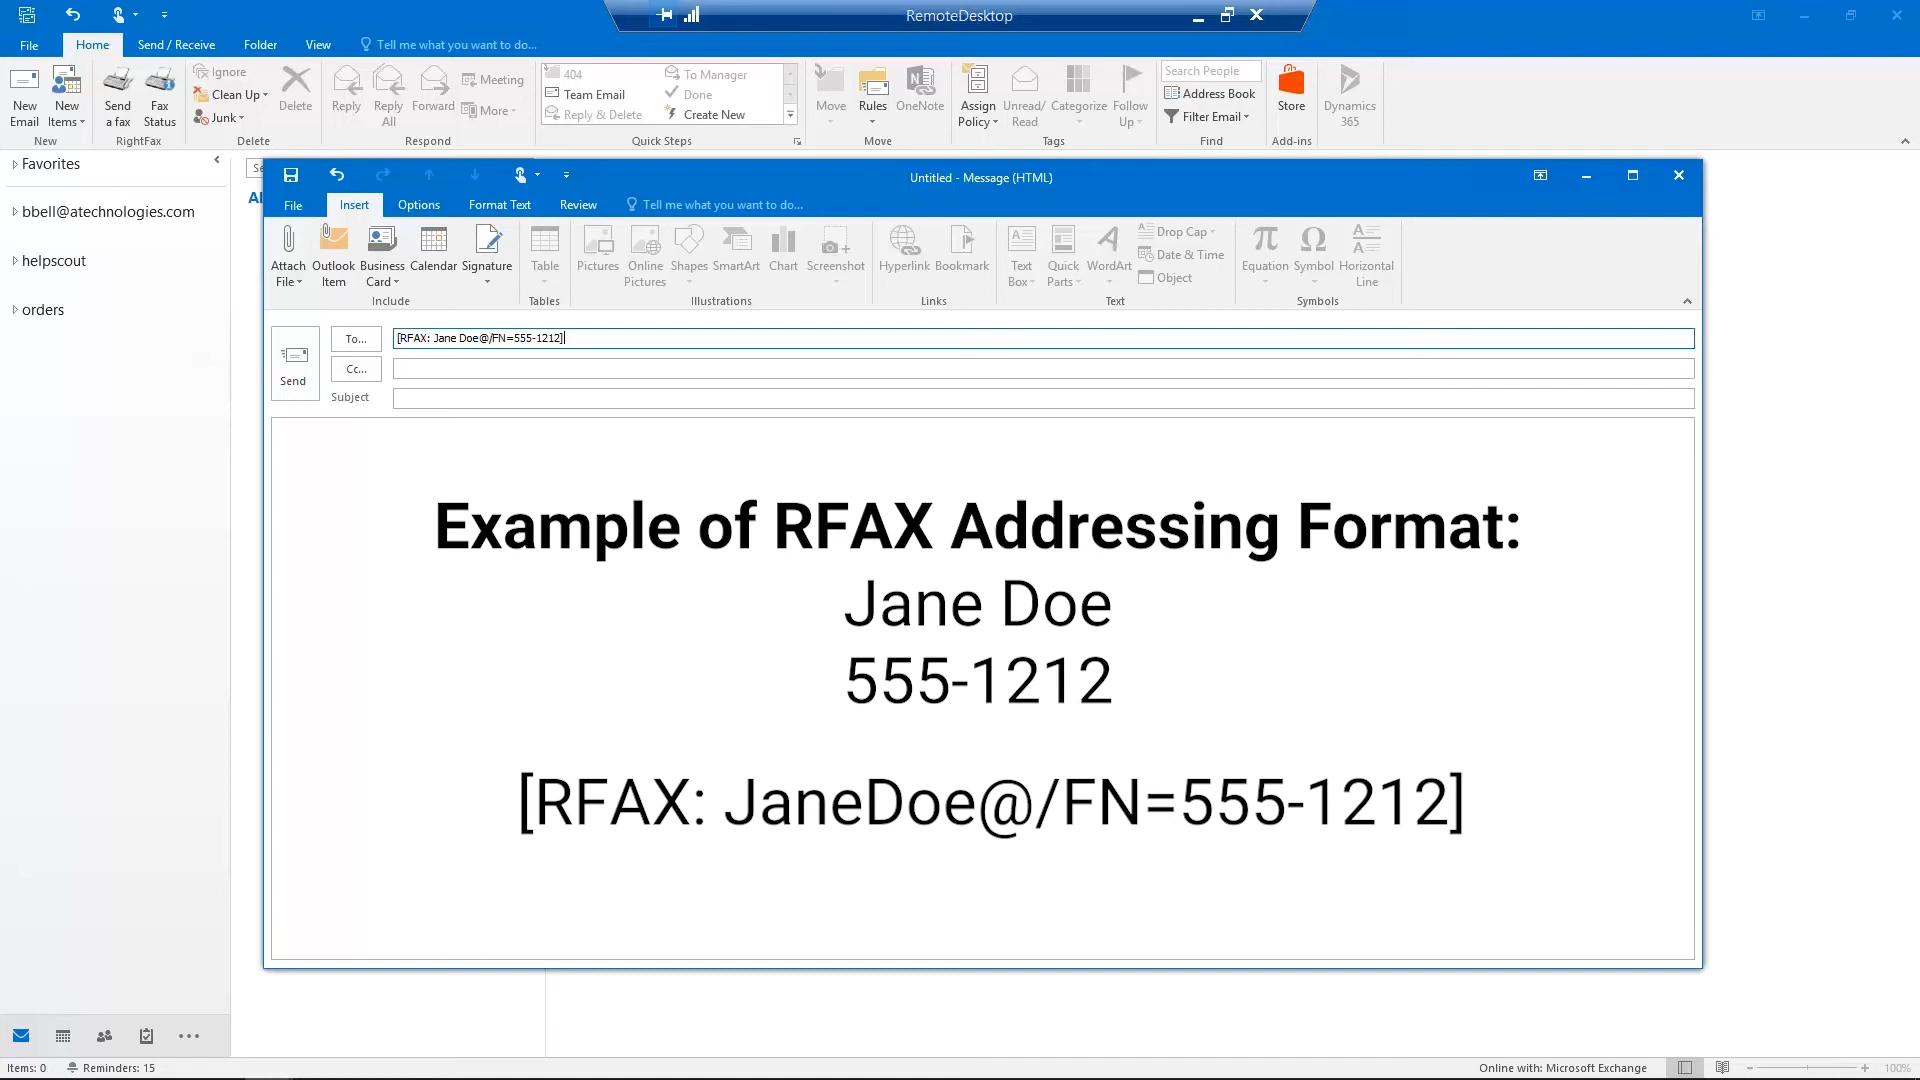 RemoteDesktop
File Home Send / Receive Folder View Tell me what you want to do...
New Email
New Items
New
Send a fax
Fax Status
RightFax
Ignore
Clean Up
Junk
Delete
Delete
Reply
Reply All
Forward
Meeting
More
Respond
404
Team Email
Reply & Delete
To Manager
Done
Create New
Quick Steps
Move
Rules
OneNote
Move
Assign Policy
Unread/ Read
Categorize
Follow Up
Tags
Search People
Address Book
Filter Email
Find
Store
Add-ins
Dynamics 365
Favorites
bbell@atechnologies.com
helpscout
orders
Untitled - Message (HTML)
File Insert Options Format Text Review Tell me what you want to do...
Attach File
Outlook Item
Business Card
Calendar
Signature
Include
Table
Tables
Pictures
Online Pictures
Shapes
SmartArt
Chart
Screenshot
Illustrations
Hyperlink
Bookmark
Links
Text Box
Quick Parts
WordArt
Drop Cap
Date & Time
Object
Text
Equation
Symbol
Horizontal Line
Symbols
Send
To...
[RFAX: Jane Doe@/FN=555-1212]
Cc...
Subject
Example of RFAX Addressing Format:
Jane Doe
555-1212
[RFAX: JaneDoe@/FN=555-1212]
Items: 0 Reminders: 15
Online with: Microsoft Exchange
100%